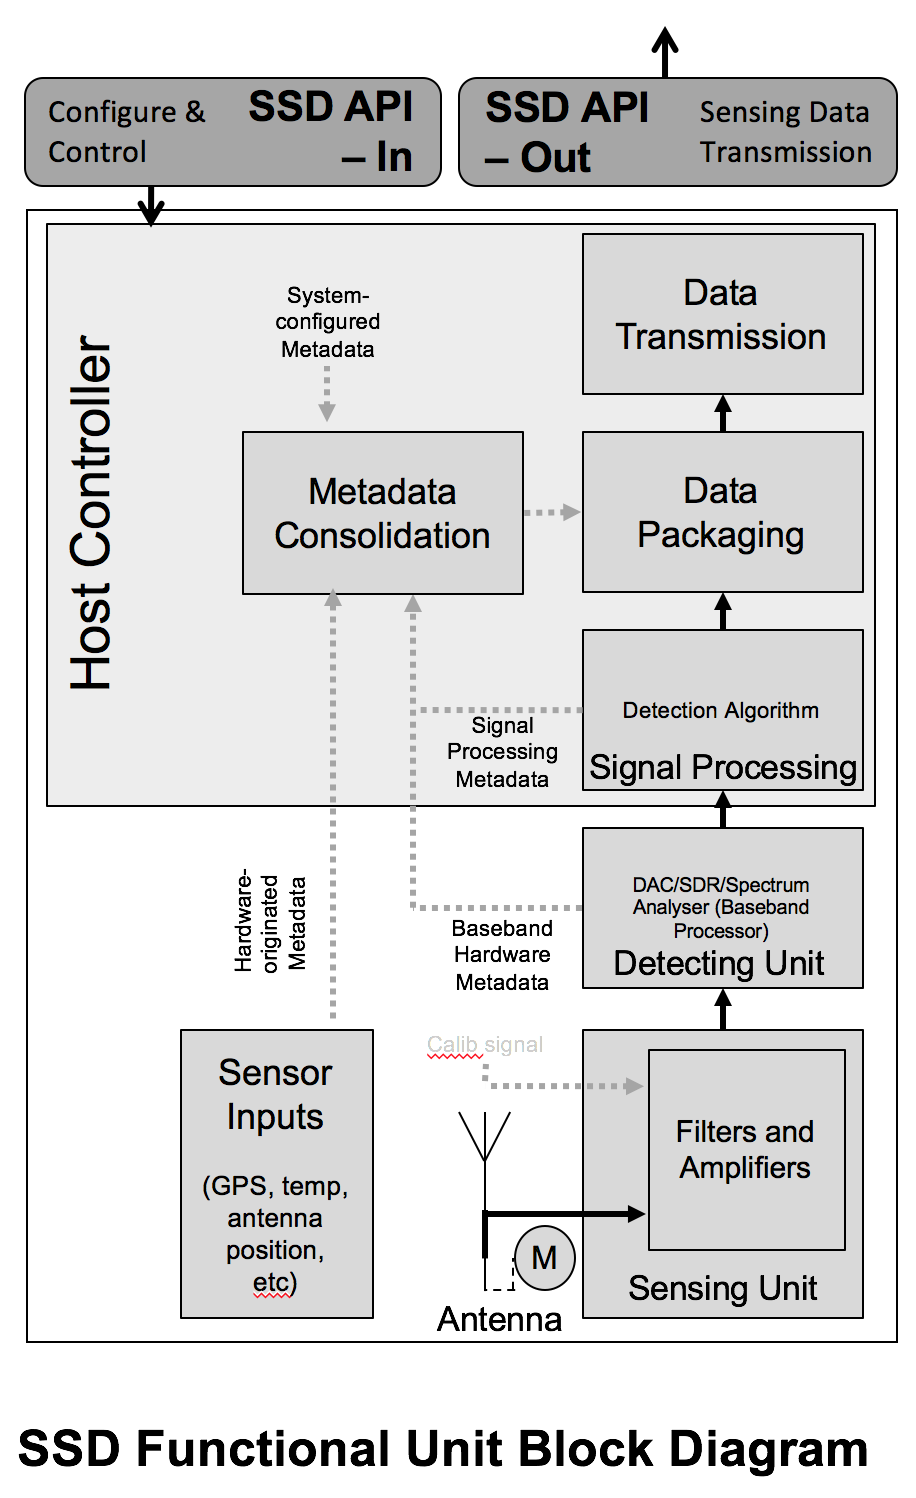 Configure &
Control
SSD API
– In
SSD API
– Out
Sensing Data
Transmission
Host Controller
System-
configured
Metadata
Data
Transmission
Metadata
Consolidation
Data
Packaging
Detection Algorithm
Signal Processing
Signal
Processing
Metadata
Hardware-
originated
Metadata
DAC/SDR/Spectrum
Analyser (Baseband
Processor)
Detecting Unit
Baseband
Hardware
Metadata
Sensor
Inputs
(GPS, temp,
antenna
position,
etc)
Calib signal
Filters and
Amplifiers
M
Sensing Unit
Antenna
SSD Functional Unit Block Diagram